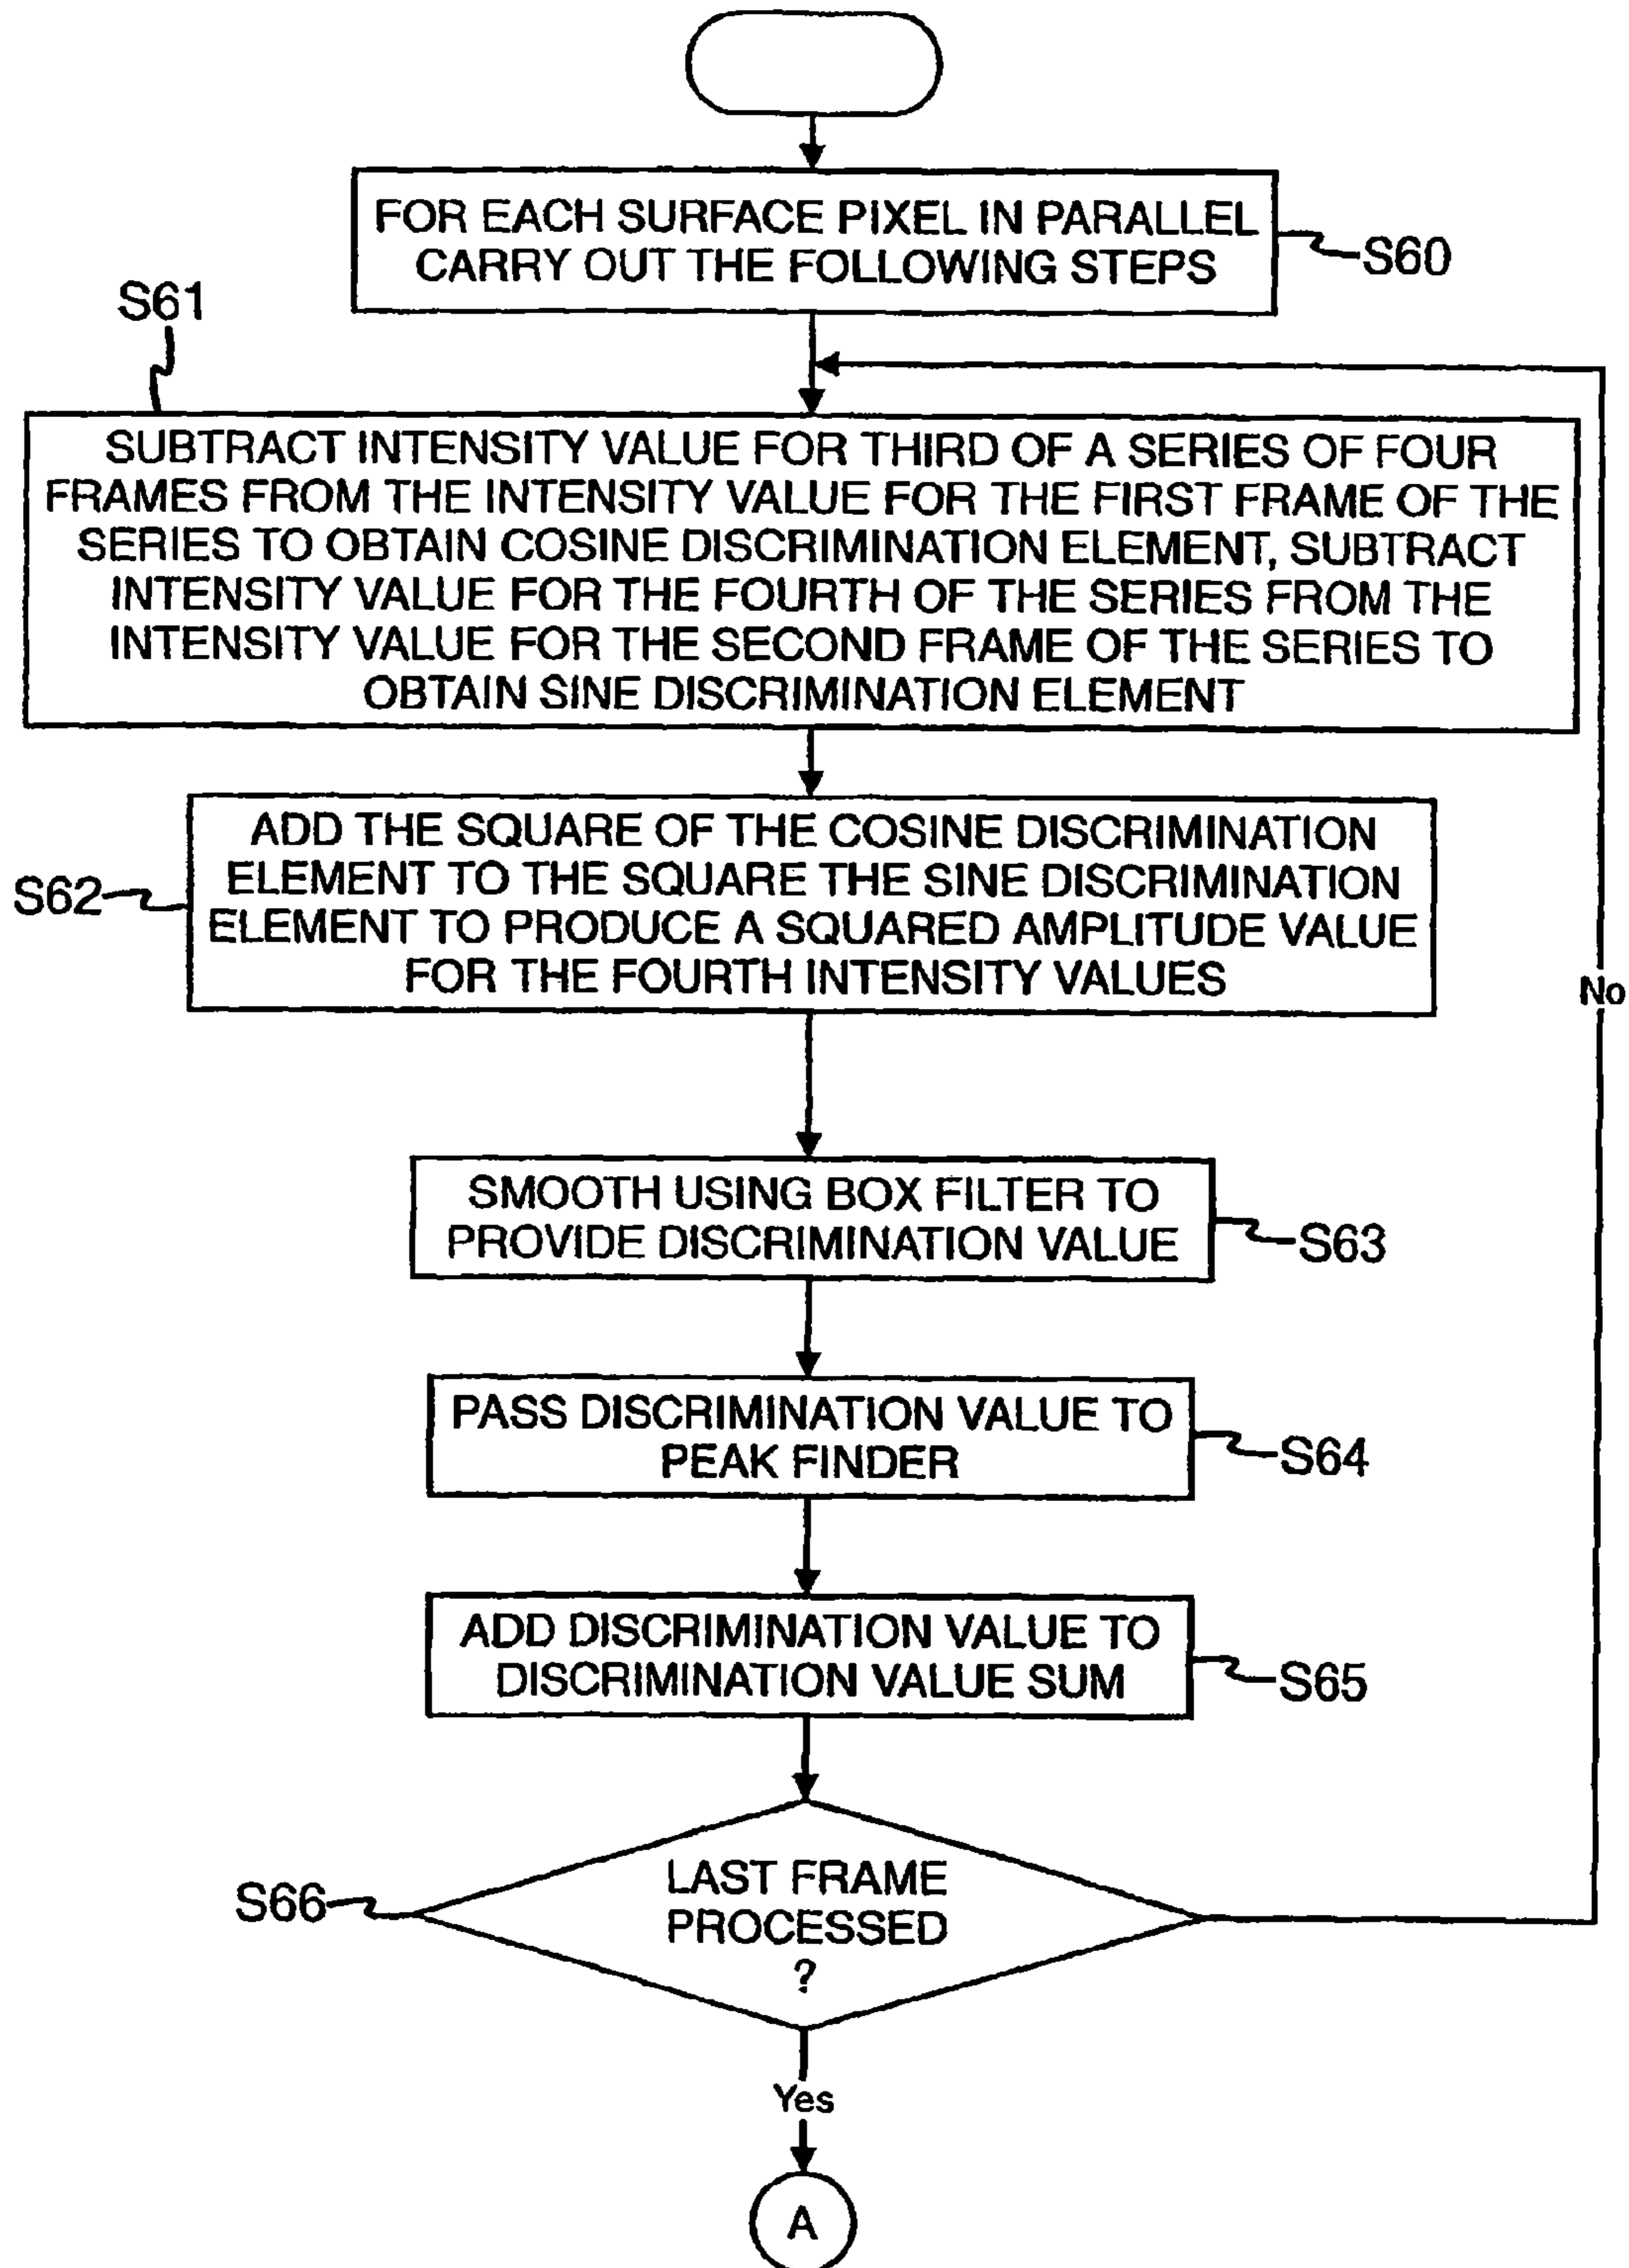 FOR EACH SURFACE PIXEL IN PARALLEL
CARRY OUT THE FOLLOWING STEPS
S60
S61
SUBTRACT INTENSITY VALUE FOR THIRD OF A SERIES OF FOUR
FRAMES FROM THE INTENSITY VALUE FOR THE FIRST FRAME OF THE
SERIES TO OBTAIN COSINE DISCRIMINATION ELEMENT, SUBTRACT
INTENSITY VALUE FOR THE FOURTH OF THE SERIES FROM THE
INTENSITY VALUE FOR THE SECOND FRAME OF THE SERIES TO
OBTAIN SINE DISCRIMINATION ELEMENT
ADD THE SQUARE OF THE COSINE DISCRIMINATION
ELEMENT TO THE SQUARE THE SINE DISCRIMINATION
ELEMENT TO PRODUCE A SQUARED AMPLITUDE VALUE
FOR THE FOURTH INTENSITY VALUES
S62
No
SMOOTH USING BOX FILTER TO
PROVIDE DISCRIMINATION VALUE
S63
PASS DISCRIMINATION VALUE TO
PEAK FINDER
S64
ADD DISCRIMINATION VALUE TO
DISCRIMINATION VALUE SUM
S65
S66
LAST FRAME
PROCESSED
?
Yes
A